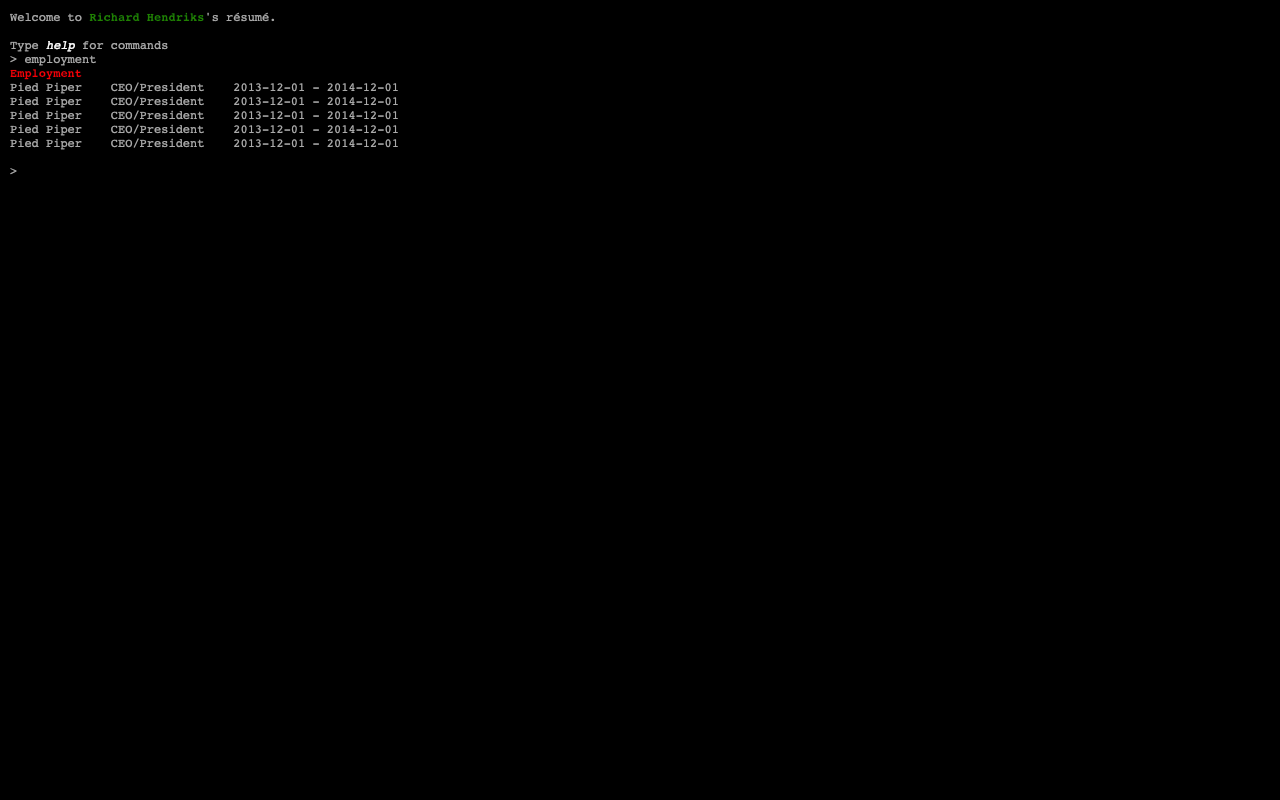 Welcome to Richard Hendriks's résumé.
Type help for commands
> employment
Employment
Pied Piper    CEO/President    2013-12-01 - 2014-12-01
Pied Piper    CEO/President    2013-12-01 - 2014-12-01
Pied Piper    CEO/President    2013-12-01 - 2014-12-01
Pied Piper    CEO/President    2013-12-01 - 2014-12-01
Pied Piper    CEO/President    2013-12-01 - 2014-12-01
>